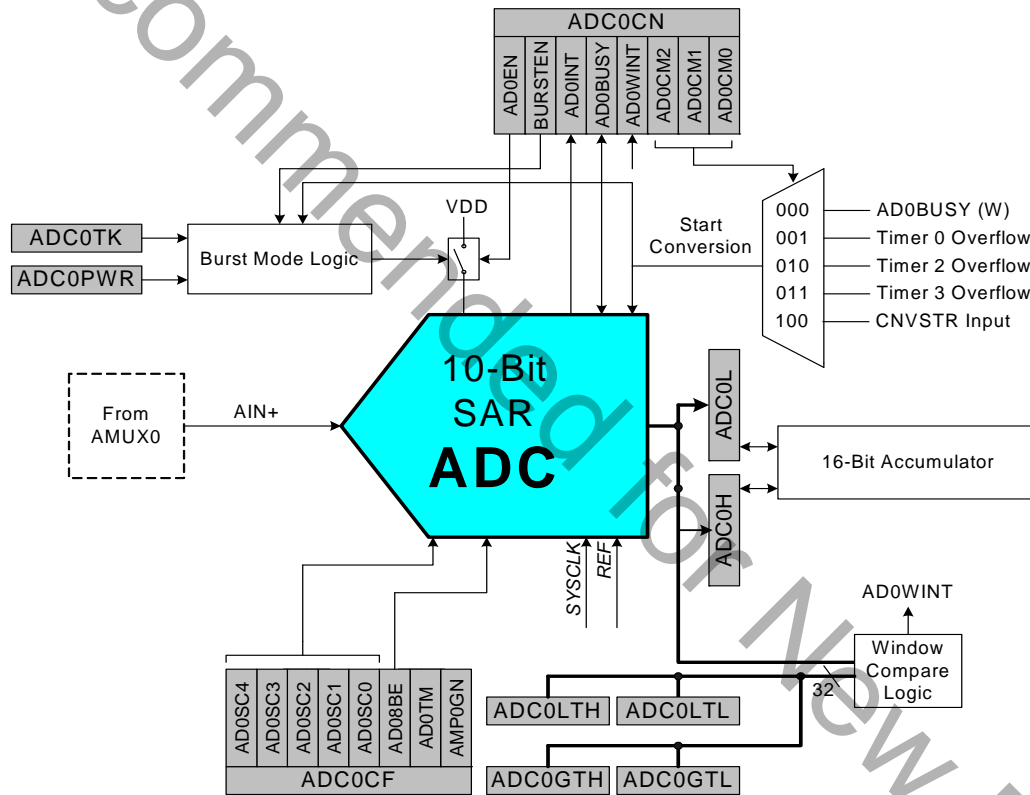 ADC0CN
AD0EN
BURSTEN
AD0INT
AD0BUSY
AD0WINT
AD0CM2
AD0CM1
AD0CM0
VDD
Start
Conversion
000
AD0BUSY (W)
001
Timer 0 Overflow
010
Timer 2 Overflow
011
Timer 3 Overflow
100
CNVSTR Input
ADC0TK
ADC0PWR
Burst Mode Logic
From
AMUX0
AIN+
10-Bit
SAR
ADC
ADC0L
ADC0H
16-Bit Accumulator
SYSCLK
REF
AD0WINT
Window
Compare
Logic
32
AD0SC4
AD0SC3
AD0SC2
AD0SC1
AD0SC0
AD08BE
AD0TM
AMP0GN
ADC0CF
ADC0LTH
ADC0LTL
ADC0GTH
ADC0GTL
commended for New